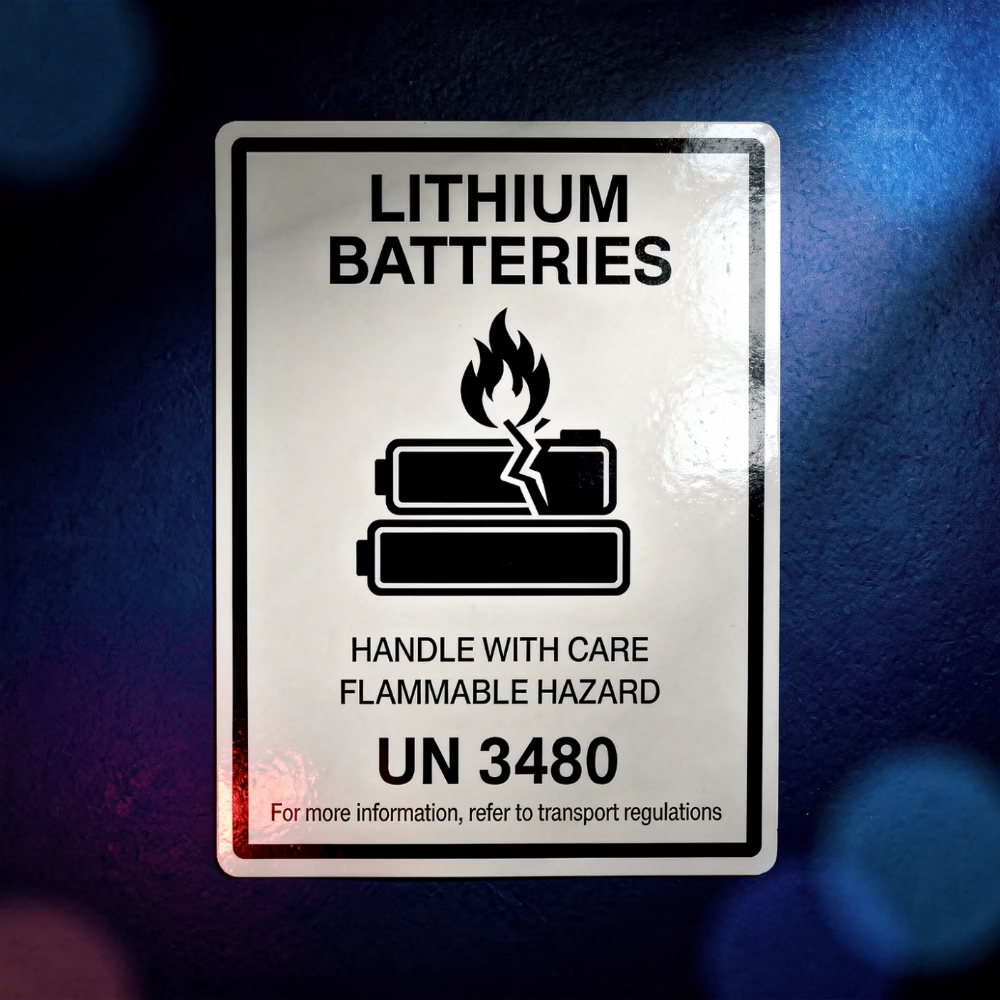 LITHIUM
BATTERIES
HANDLE WITH CARE
FLAMMABLE HAZARD
UN 3480
For more information, refer to transport regulations